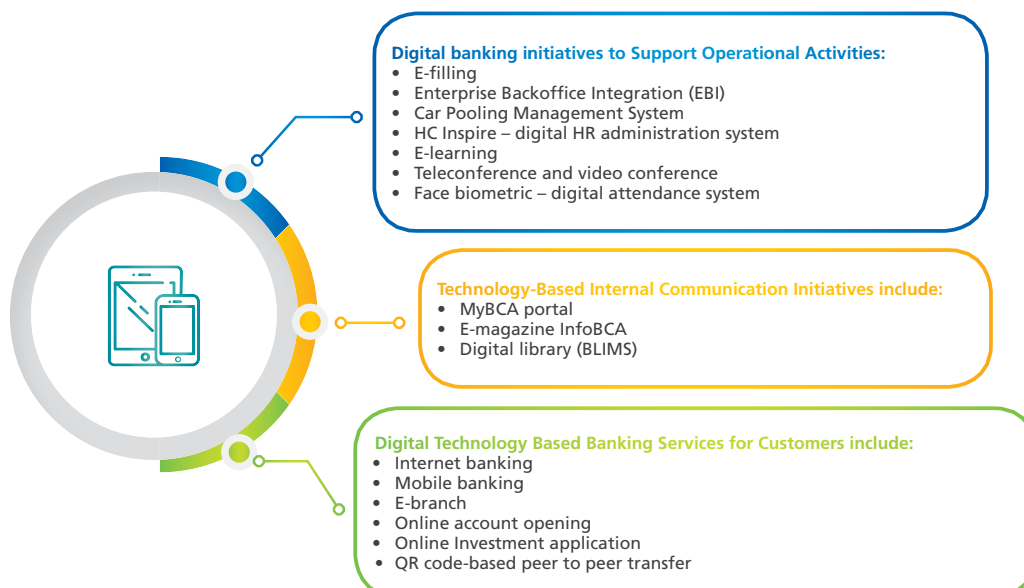 Digital banking initiatives to Support Operational Activities:
• E-filling
• Enterprise Backoffice Integration (EBI)
• Car Pooling Management System
• HC Inspire – digital HR administration system
• E-learning
• Teleconference and video conference
• Face biometric – digital attendance system
Technology-Based Internal Communication Initiatives include:
• MyBCA portal
• E-magazine InfoBCA
• Digital library (BLIMS)
Digital Technology Based Banking Services for Customers include:
• Internet banking
• Mobile banking
• E-branch
• Online account opening
• Online Investment application
• QR code-based peer to peer transfer